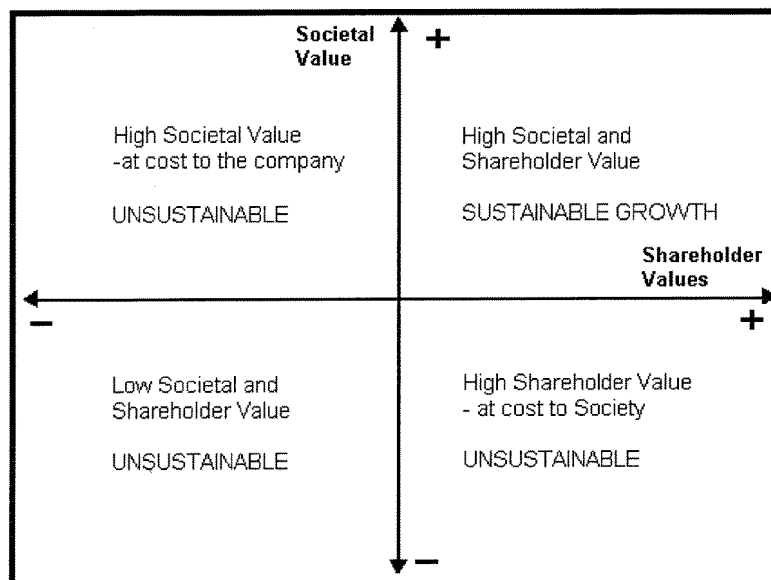 Societal
Value
+
High Societal Value
-at cost to the company
UNSUSTAINABLE
High Societal and
Shareholder Value
SUSTAINABLE GROWTH
Shareholder
Values
–
+
Low Societal and
Shareholder Value
UNSUSTAINABLE
High Shareholder Value
- at cost to Society
UNSUSTAINABLE
–